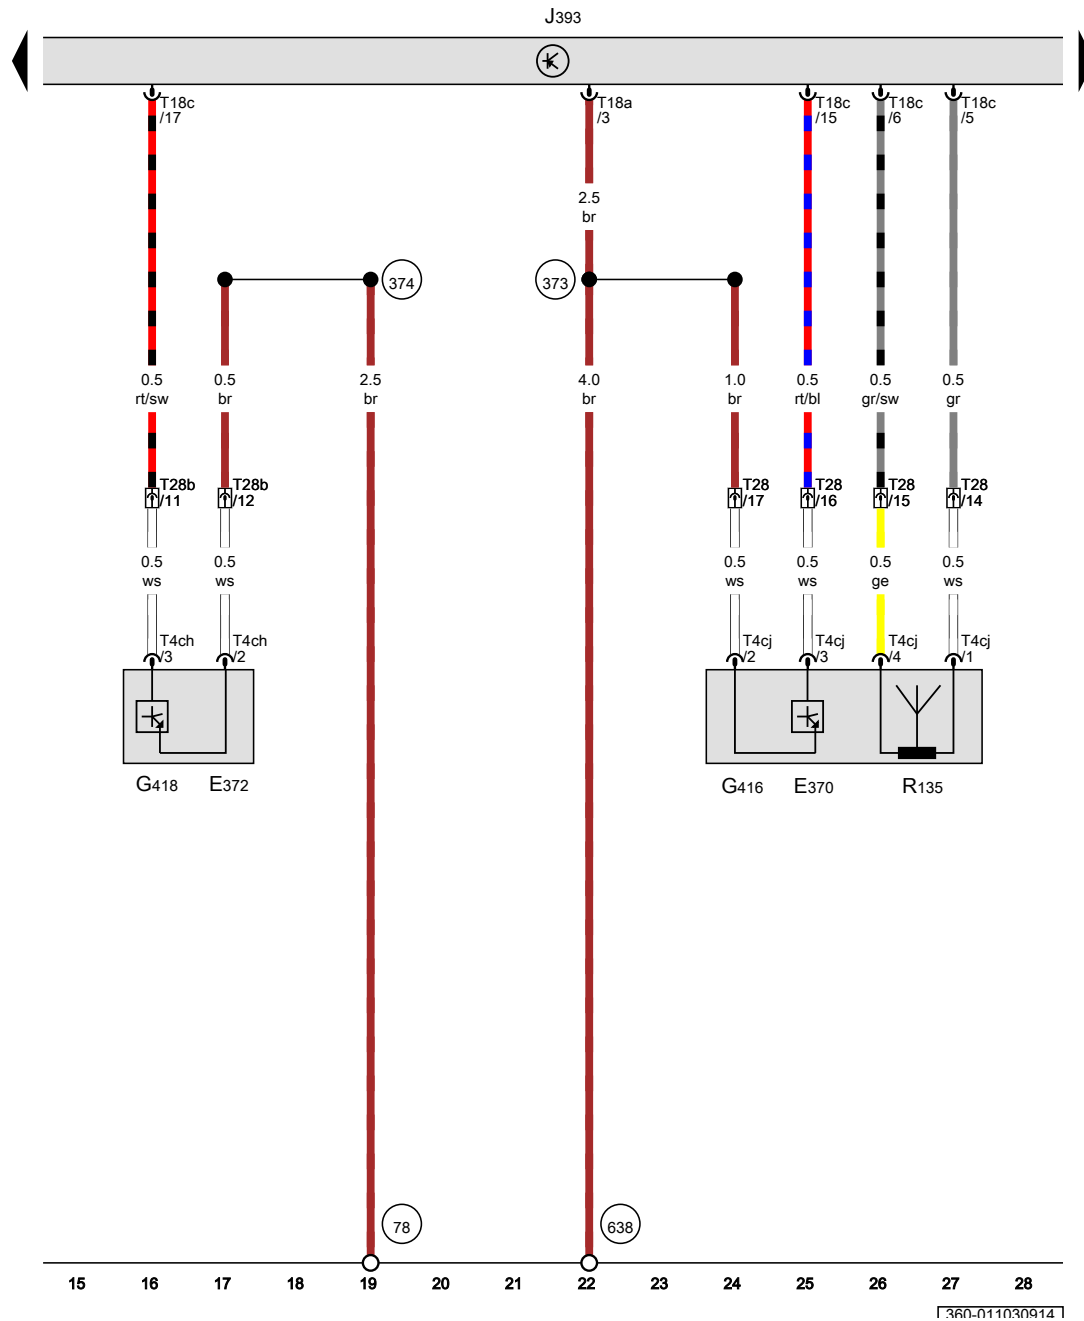 J393
T18c
/17
T18a
/3
T18c
/15
T18c
/6
T18c
/5
2.5
br
374
373
0.5
rt/sw
0.5
br
2.5
br
4.0
br
1.0
br
0.5
rt/bl
0.5
gr/sw
0.5
gr
T28b
/11
T28b
/12
T28
/17
T28
/16
T28
/15
T28
/14
0.5
ws
0.5
ws
0.5
ws
0.5
ws
0.5
ge
0.5
ws
T4ch
/3
T4ch
/2
T4cj
/2
T4cj
/3
T4cj
/4
T4cj
/1
G418
E372
G416
E370
R135
78
638
15 16 17 18 19 20 21 22 23 24 25 26 27 28
360-011030914